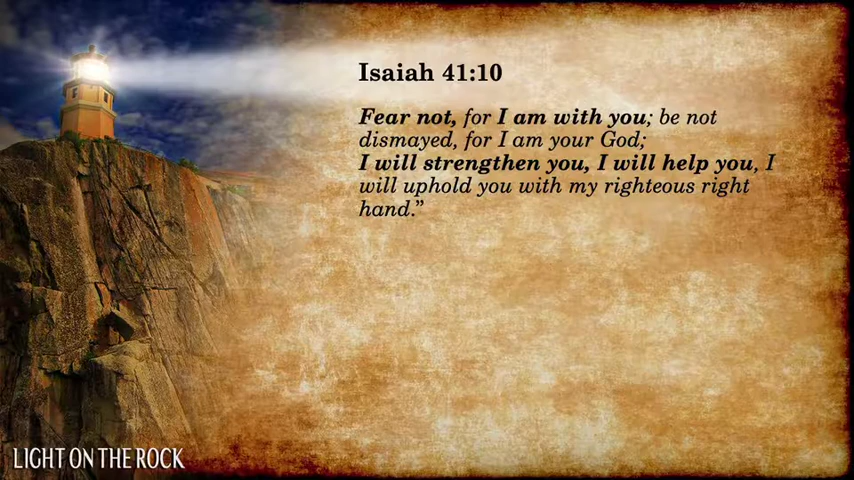 Isaiah 41:10
Fear not, for I am with you; be not
dismayed, for I am your God;
I will strengthen you, I will help you, I
will uphold you with my righteous right
hand.”
LIGHT ON THE ROCK